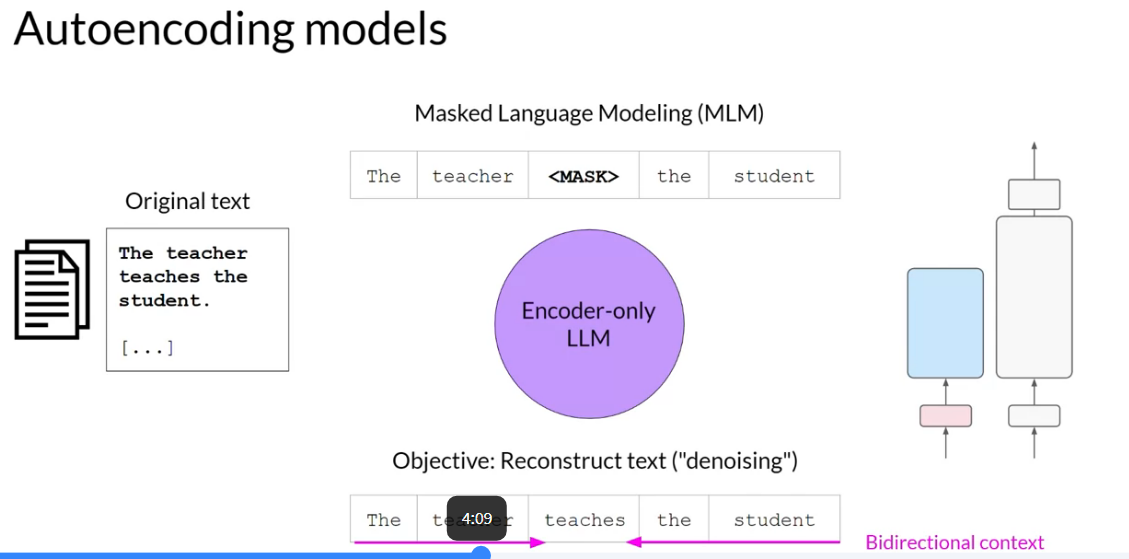 Autoencoding models
Masked Language Modeling (MLM)
The teacher <MASK> the student
Original text
The teacher
teaches the
student.
[...]
Encoder-only
LLM
Objective: Reconstruct text ("denoising")
The teaches the student
4:09
Bidirectional context